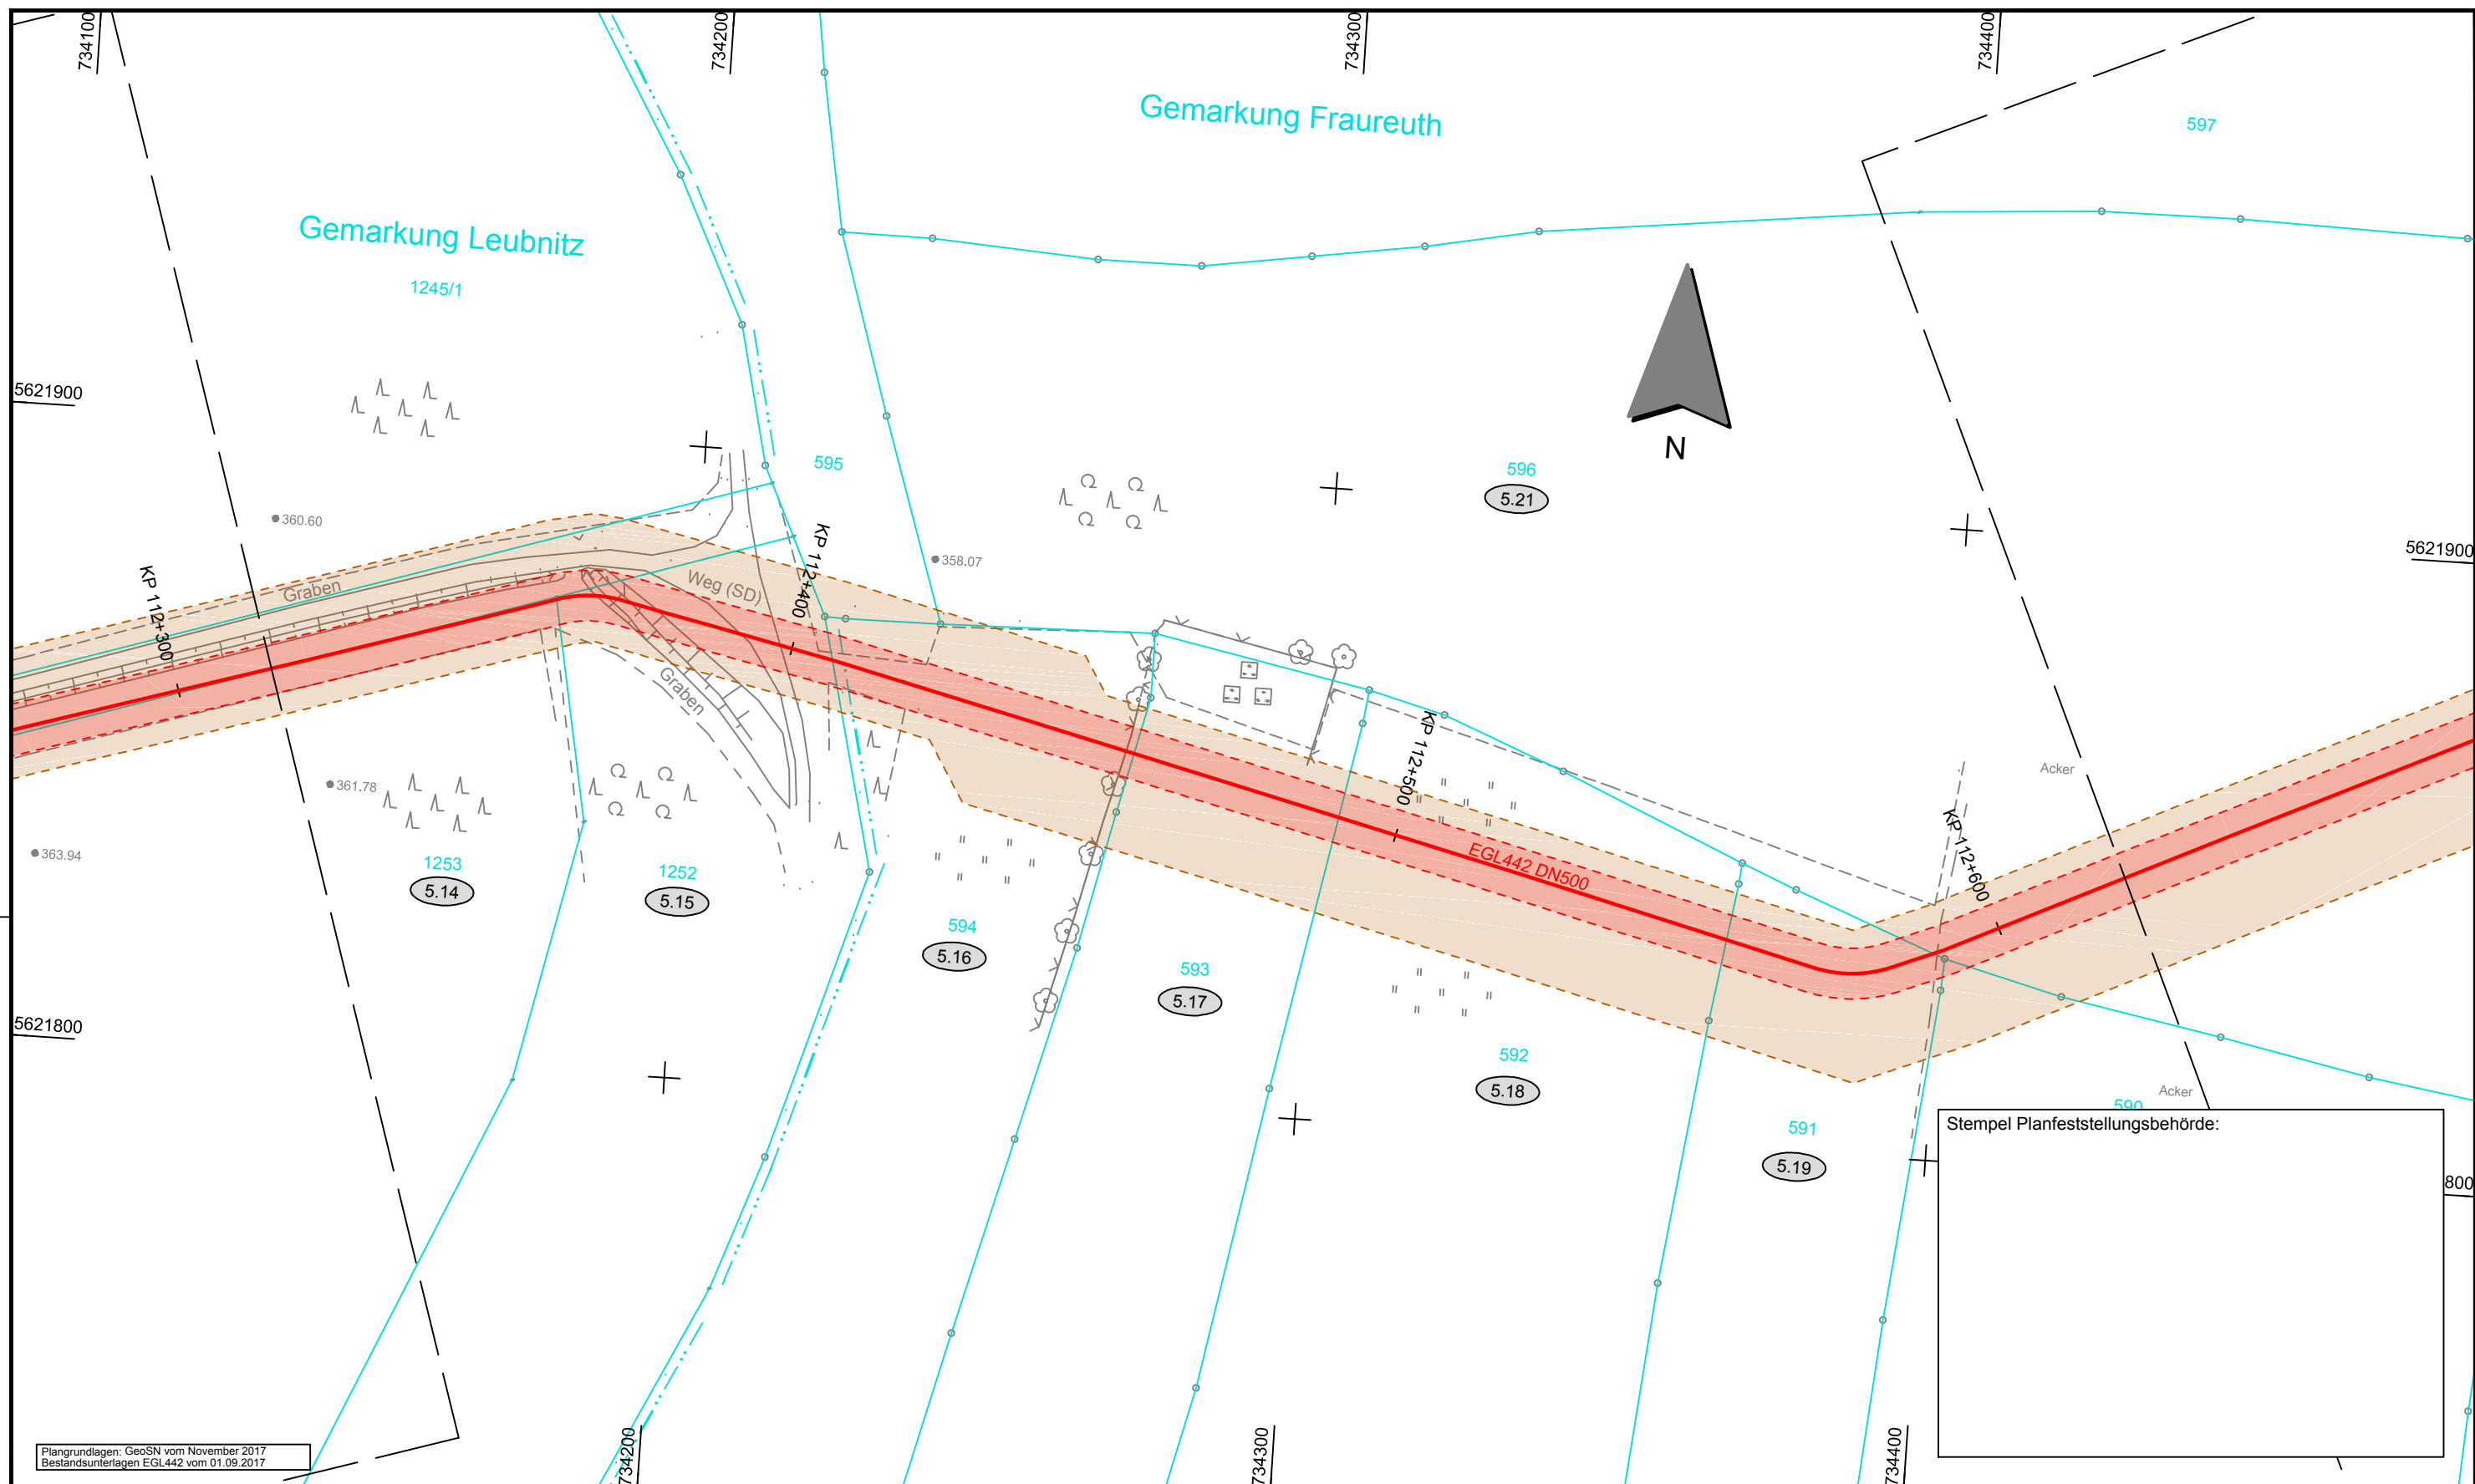 734100
734200
734300
734400
Gemarkung Fraureuth
597
Gemarkung Leubnitz
1245/1
5621900
595
596
5.21
N
360.60
358.07
5621900
KP 112+300
Graben
Weg (SD)
KP 112+400
Graben
KP 112+500
EGL442 DN500
KP 112+600
Acker
361.78
363.94
1253
5.14
1252
5.15
594
5.16
593
5.17
592
5.18
591
5.19
5621800
Acker
590
Stempel Planfeststellungsbehörde:
800
734200
734300
734400
Plangrundlagen: GeoSN vom November 2017
Bestandsunterlagen EGL442 vom 01.09.2017